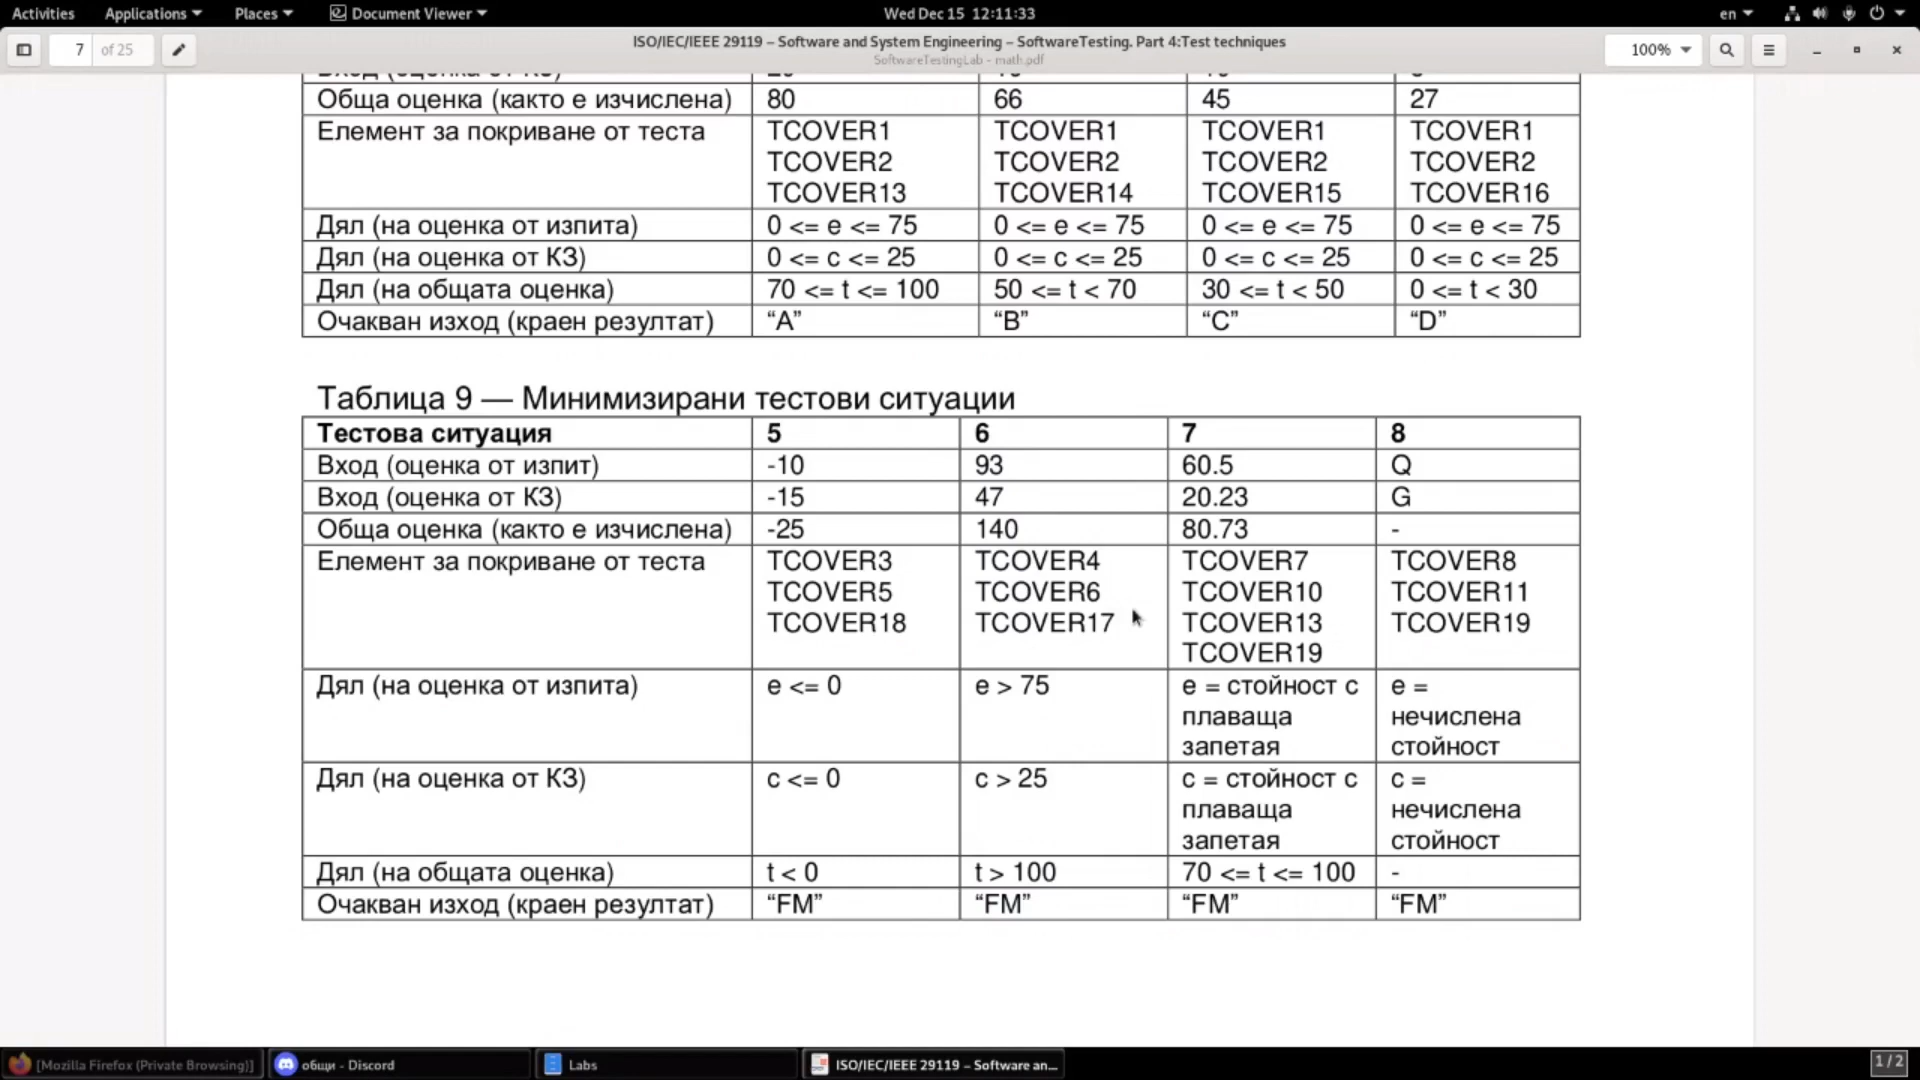 Activities Applications Places Document Viewer Wed Dec 15 12:11:33 en
7 of 25 ISO/IEC/IEEE 29119 – Software and System Engineering – SoftwareTesting. Part 4:Test techniques 100%
SoftwareTestingLab - math.pdf
Обща оценка (както е изчислена) 80 66 45 27
Елемент за покриване от теста TCOVER1 TCOVER1 TCOVER1 TCOVER1
TCOVER2 TCOVER2 TCOVER2 TCOVER2
TCOVER13 TCOVER14 TCOVER15 TCOVER16
Дял (на оценка от изпита) 0 <= e <= 75 0 <= e <= 75 0 <= e <= 75 0 <= e <= 75
Дял (на оценка от КЗ) 0 <= c <= 25 0 <= c <= 25 0 <= c <= 25 0 <= c <= 25
Дял (на общата оценка) 70 <= t <= 100 50 <= t < 70 30 <= t < 50 0 <= t < 30
Очакван изход (краен резултат) “A” “B” “C” “D”
Таблица 9 — Минимизирани тестови ситуации
Тестова ситуация 5 6 7 8
Вход (оценка от изпит) -10 93 60.5 Q
Вход (оценка от КЗ) -15 47 20.23 G
Обща оценка (както е изчислена) -25 140 80.73 -
Елемент за покриване от теста TCOVER3 TCOVER4 TCOVER7 TCOVER8
TCOVER5 TCOVER6 TCOVER10 TCOVER11
TCOVER18 TCOVER17 TCOVER13 TCOVER19
TCOVER19
Дял (на оценка от изпита) e <= 0 e > 75 e = стойност с e =
плаваща нечислена
запетая стойност
Дял (на оценка от КЗ) c <= 0 c > 25 c = стойност с c =
плаваща нечислена
запетая стойност
Дял (на общата оценка) t < 0 t > 100 70 <= t <= 100 -
Очакван изход (краен резултат) “FM” “FM” “FM” “FM”
[Mozilla Firefox (Private Browsing)] общи - Discord Labs ISO/IEC/IEEE 29119 – Software an... 1 / 2